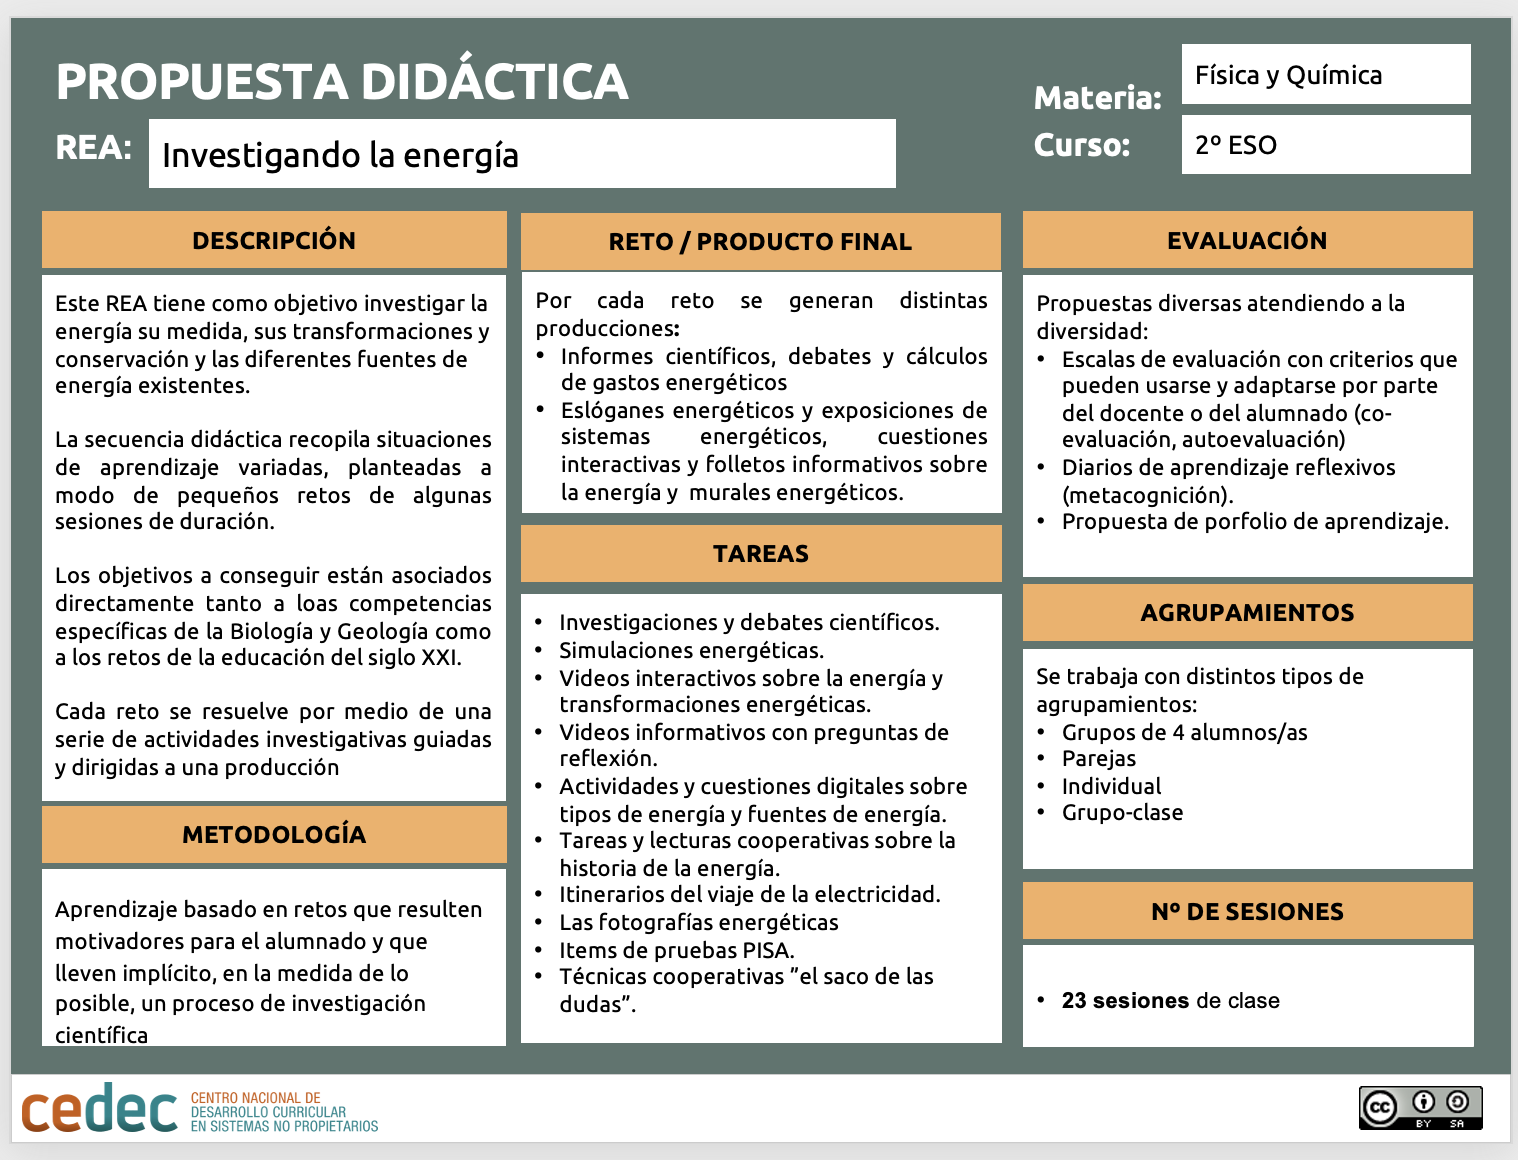 PROPUESTA DIDÁCTICA
REA:
Investigando la energía
Materia:
Física y Química
Curso:
2º ESO
DESCRIPCIÓN
Este REA tiene como objetivo investigar la
energía su medida, sus transformaciones y
conservación y las diferentes fuentes de
energía existentes.
La secuencia didáctica recopila situaciones
de aprendizaje variadas, planteadas a
modo de pequeños retos de algunas
sesiones de duración.
Los objetivos a conseguir están asociados
directamente tanto a loas competencias
específicas de la Biología y Geología como
a los retos de la educación del siglo XXI.
Cada reto se resuelve por medio de una
serie de actividades investigativas guiadas
y dirigidas a una producción
METODOLOGÍA
Aprendizaje basado en retos que resulten
motivadores para el alumnado y que
lleven implícito, en la medida de lo
posible, un proceso de investigación
científica
RETO / PRODUCTO FINAL
Por cada reto se generan distintas
producciones:
• Informes científicos, debates y cálculos
de gastos energéticos
• Eslóganes energéticos y exposiciones de
sistemas energéticos, cuestiones
interactivas y folletos informativos sobre
la energía y murales energéticos.
TAREAS
• Investigaciones y debates científicos.
• Simulaciones energéticas.
• Videos interactivos sobre la energía y
transformaciones energéticas.
• Videos informativos con preguntas de
reflexión.
• Actividades y cuestiones digitales sobre
tipos de energía y fuentes de energía.
• Tareas y lecturas cooperativas sobre la
historia de la energía.
• Itinerarios del viaje de la electricidad.
• Las fotografías energéticas
• Items de pruebas PISA.
• Técnicas cooperativas ”el saco de las
dudas”.
EVALUACIÓN
Propuestas diversas atendiendo a la
diversidad:
• Escalas de evaluación con criterios que
pueden usarse y adaptarse por parte
del docente o del alumnado (co-
evaluación, autoevaluación)
• Diarios de aprendizaje reflexivos
(metacognición).
• Propuesta de porfolio de aprendizaje.
AGRUPAMIENTOS
Se trabaja con distintos tipos de
agrupamientos:
• Grupos de 4 alumnos/as
• Parejas
• Individual
• Grupo-clase
Nº DE SESIONES
• 23 sesiones de clase
cedec
CENTRO NACIONAL DE
DESARROLLO CURRICULAR
EN SISTEMAS NO PROPIETARIOS
cc
BY SA